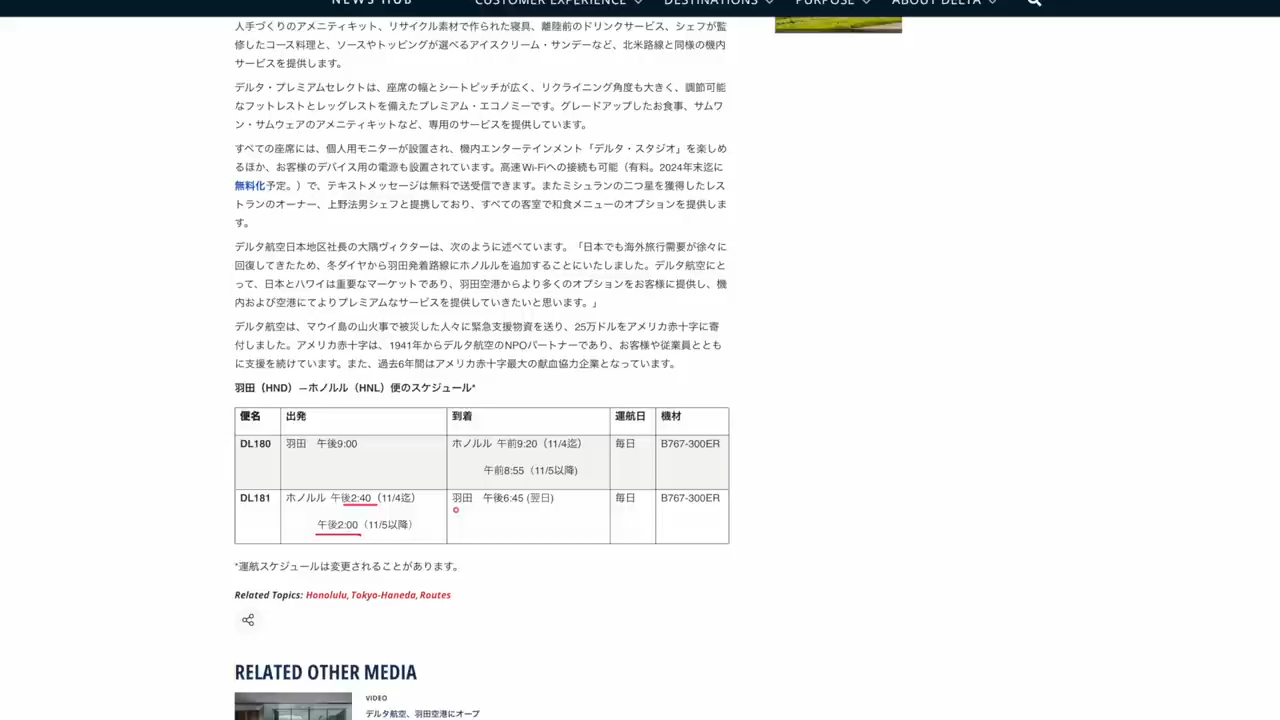 NEWS HUB
CUSTOMER EXPERIENCE
DESTINATIONS
PURPOSE
ABOUT DELTA
人手づくりのアメニティキット、リサイクル素材で作られた寝具、離陸前のドリンクサービス、シェフが監
修したコース料理と、ソースやトッピングが選べるアイスクリーム・サンデーなど、北米路線と同様の機内
サービスを提供します。
デルタ・プレミアムセレクトは、座席の幅とシートピッチが広く、リクライニング角度も大きく、調節可能
なフットレストとレッグレストを備えたプレミアム・エコノミーです。グレードアップしたお食事、サムワ
ン・サムウェアのアメニティキットなど、専用のサービスを提供しています。
すべての座席には、個人用モニターが設置され、機内エンターテインメント「デルタ・スタジオ」を楽しめ
るほか、お客様のデバイス用の電源も設置されています。高速Wi-Fiへの接続も可能（有料。2024年末迄に
無料化予定。）で、テキストメッセージは無料で送受信できます。またミシュランの二つ星を獲得したレス
トランのオーナー、上野法男シェフと提携しており、すべての客室で和食メニューのオプションを提供しま
す。
デルタ航空日本地区社長の大隅ヴィクターは、次のように述べています。「日本でも海外旅行需要が徐々に
回復してきたため、冬ダイヤから羽田発着路線にホノルルを追加することにいたしました。デルタ航空にと
って、日本とハワイは重要なマーケットであり、羽田空港からより多くのオプションをお客様に提供し、機
内および空港にてよりプレミアムなサービスを提供していきたいと思います。」
デルタ航空は、マウイ島の山火事で被災した人々に緊急支援物資を送り、25万ドルをアメリカ赤十字に寄
付しました。アメリカ赤十字は、1941年からデルタ航空のNPOパートナーであり、お客様や従業員ととも
に支援を続けています。また、過去6年間はアメリカ赤十字最大の献血協力企業となっています。
羽田（HND）―ホノルル（HNL）便のスケジュール*
便名 出発 到着 運航日 機材
DL180 羽田 午後9:00 ホノルル 午前9:20（11/4迄） 毎日 B767-300ER
午前8:55（11/5以降)
DL181 ホノルル 午後2:40（11/4迄） 羽田 午後6:45 (翌日) 毎日 B767-300ER
午後2:00（11/5以降）
*運航スケジュールは変更されることがあります。
Related Topics: Honolulu, Tokyo-Haneda, Routes
RELATED OTHER MEDIA
VIDEO
デルタ航空、羽田空港にオープ